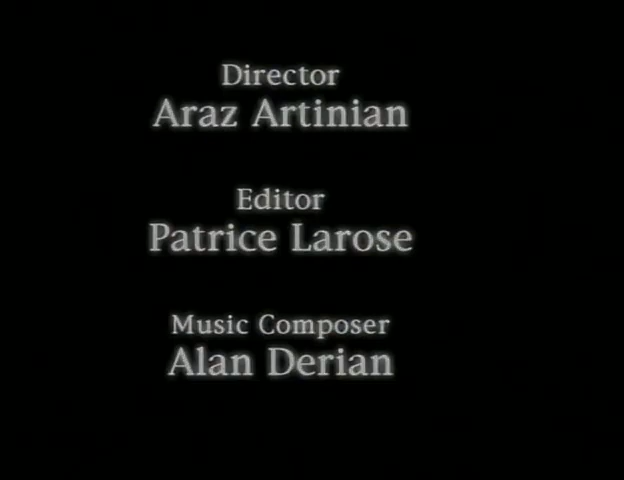 Director
Araz Artinian
Editor
Patrice Larose
Music Composer
Alan Derian